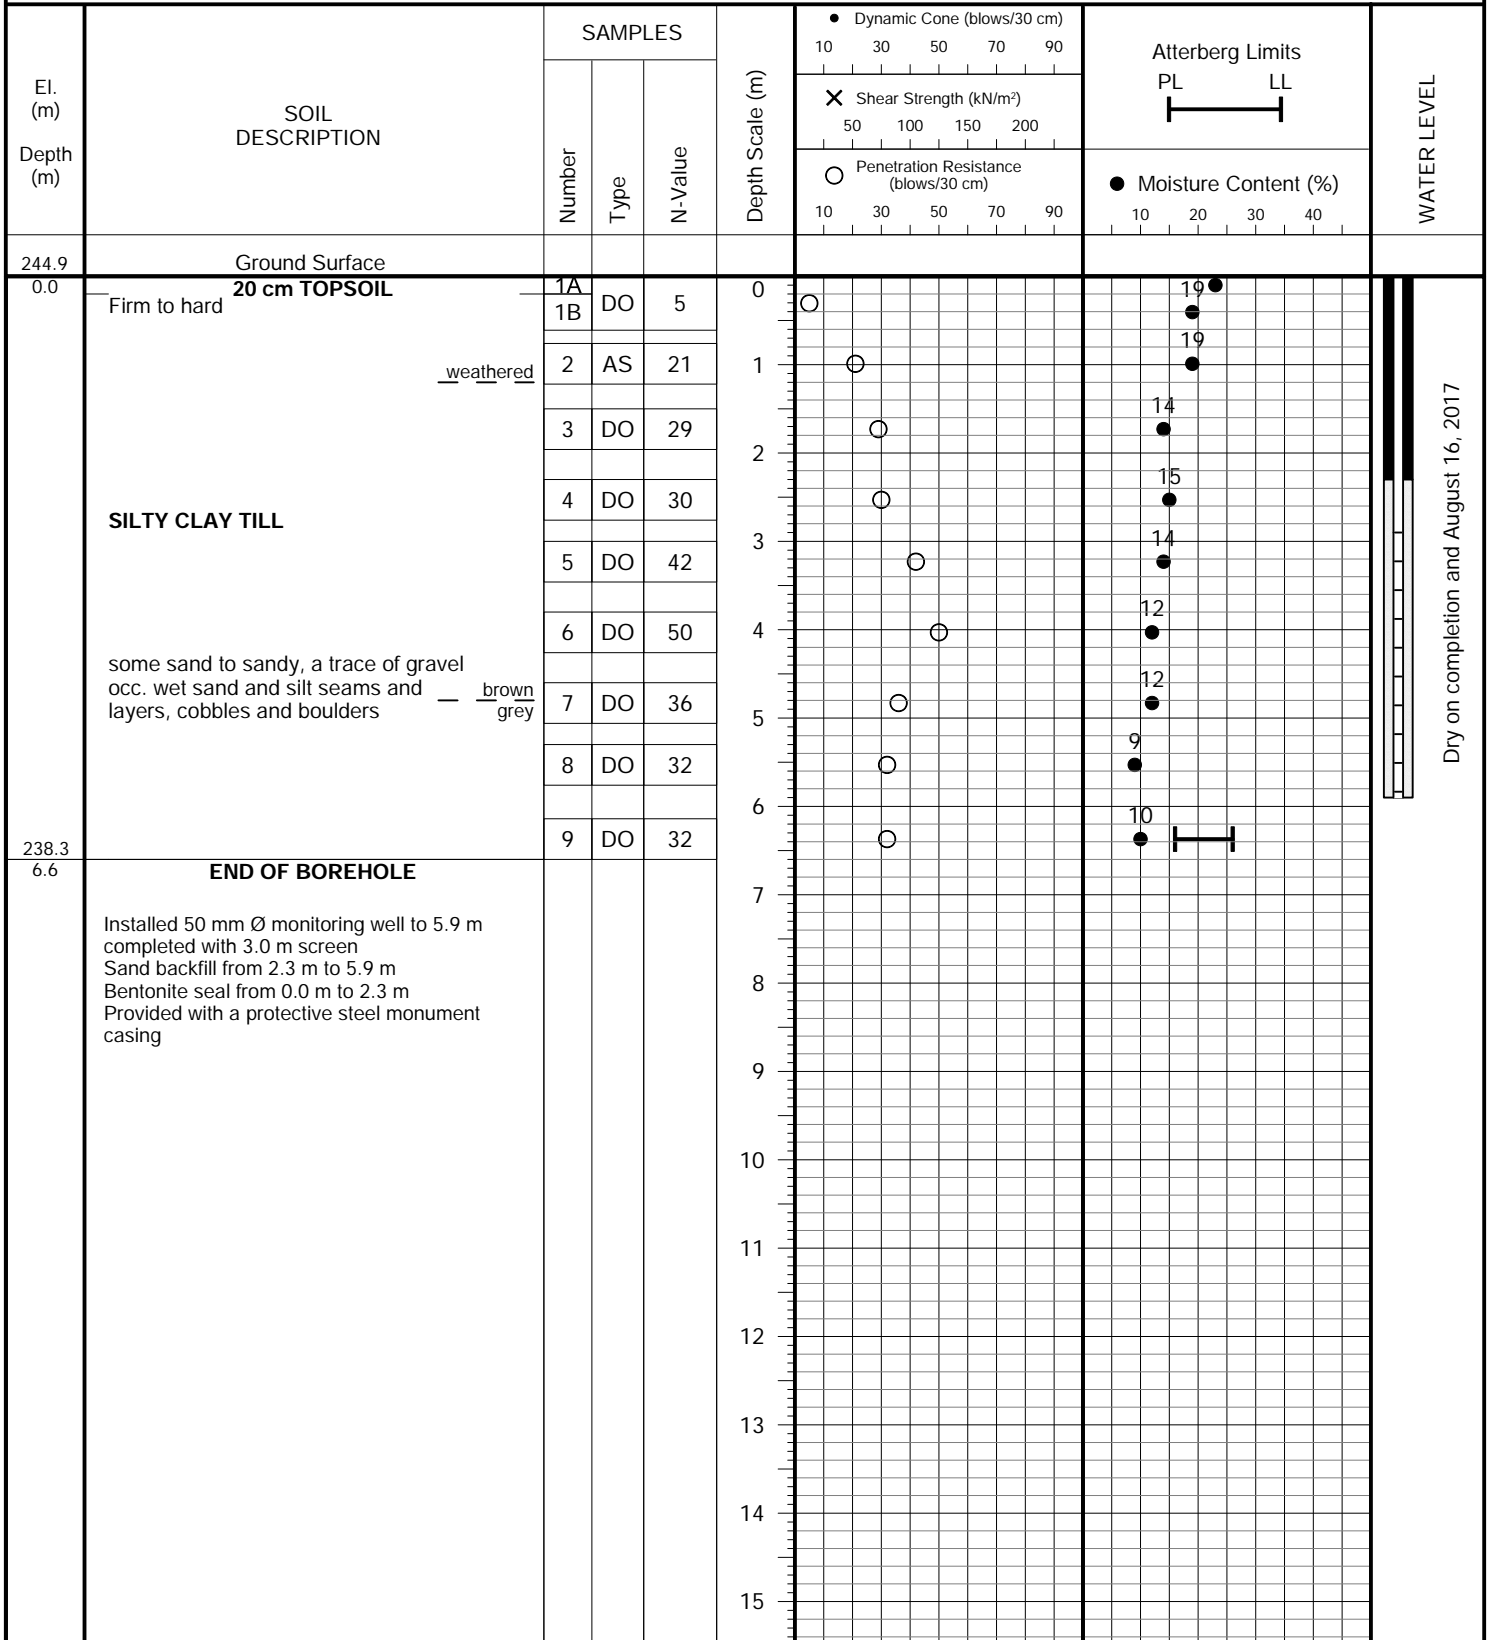 El.
(m)
Depth
(m)
SOIL
DESCRIPTION
SAMPLES
Number
Type
N-Value
Depth Scale (m)
Dynamic Cone (blows/30 cm)
10 30 50 70 90
Shear Strength (kN/m²)
50 100 150 200
Penetration Resistance
(blows/30 cm)
10 30 50 70 90
Atterberg Limits
PL LL
Moisture Content (%)
10 20 30 40
WATER LEVEL
244.9
Ground Surface
0.0
20 cm TOPSOIL
Firm to hard
weathered
SILTY CLAY TILL
some sand to sandy, a trace of gravel
occ. wet sand and silt seams and
layers, cobbles and boulders
brown
grey
238.3
6.6
END OF BOREHOLE
Installed 50 mm Ø monitoring well to 5.9 m
completed with 3.0 m screen
Sand backfill from 2.3 m to 5.9 m
Bentonite seal from 0.0 m to 2.3 m
Provided with a protective steel monument
casing
1A
1B DO 5
2 AS 21
3 DO 29
4 DO 30
5 DO 42
6 DO 50
7 DO 36
8 DO 32
9 DO 32
0
1
2
3
4
5
6
7
8
9
10
11
12
13
14
15
19
19
14
15
14
12
12
9
10
Dry on completion and August 16, 2017